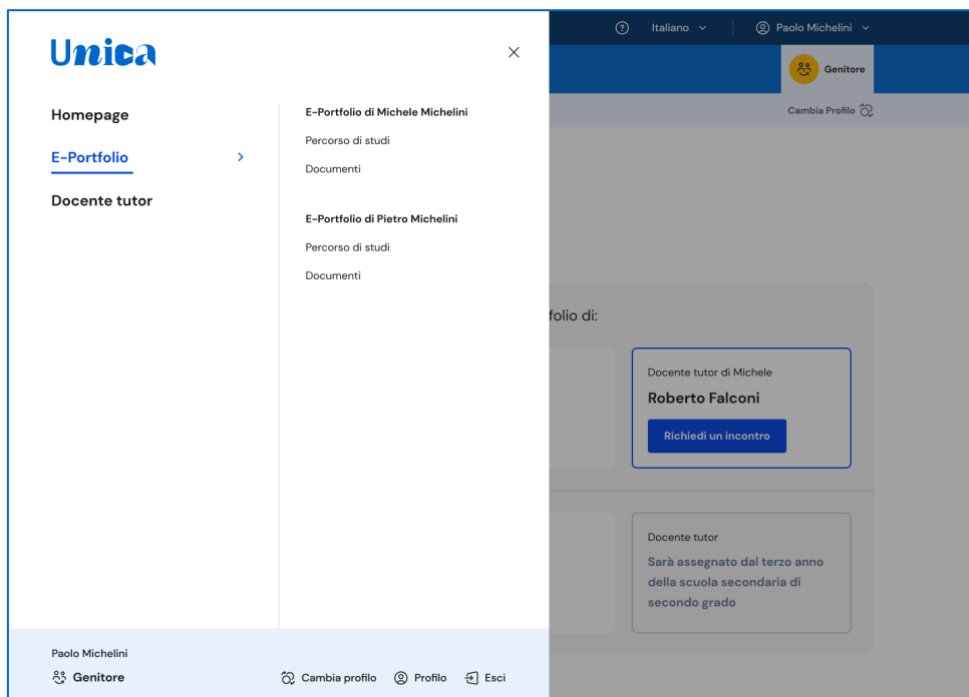 Unica
Homepage
E-Portfolio
Docente tutor
E-Portfolio di Michele Michelini
Percorso di studi
Documenti
E-Portfolio di Pietro Michelini
Percorso di studi
Documenti
Paolo Michelini
Genitore
Cambia profilo
Profilo
Esci
Italiano
Paolo Michelini
Genitore
Cambia Profilo
folio di:
Docente tutor di Michele
Roberto Falconi
Richiedi un incontro
Docente tutor
Sarà assegnato dal terzo anno
della scuola secondaria di
secondo grado